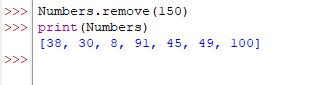 >>> Numbers.remove(150)
>>> print(Numbers)
[38, 30, 8, 91, 45, 49, 100]
>>>